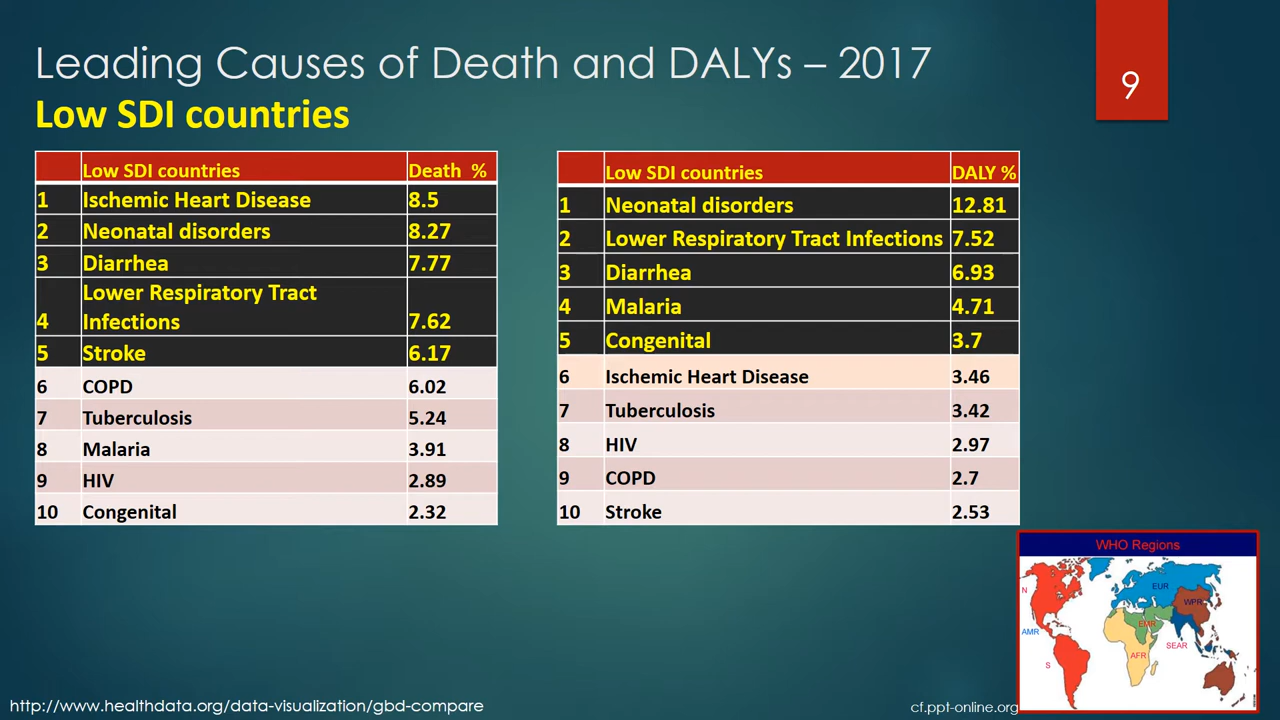 Leading Causes of Death and DALYs – 2017
Low SDI countries
9
Low SDI countries Death %
1 Ischemic Heart Disease 8.5
2 Neonatal disorders 8.27
3 Diarrhea 7.77
Lower Respiratory Tract
4 Infections 7.62
5 Stroke 6.17
6 COPD 6.02
7 Tuberculosis 5.24
8 Malaria 3.91
9 HIV 2.89
10 Congenital 2.32
Low SDI countries DALY %
1 Neonatal disorders 12.81
2 Lower Respiratory Tract Infections 7.52
3 Diarrhea 6.93
4 Malaria 4.71
5 Congenital 3.7
6 Ischemic Heart Disease 3.46
7 Tuberculosis 3.42
8 HIV 2.97
9 COPD 2.7
10 Stroke 2.53
WHO Regions
N
EUR
WPR
EMR
AMR
SEAR
AFR
S
http://www.healthdata.org/data-visualization/gbd-compare
cf.ppt-online.org